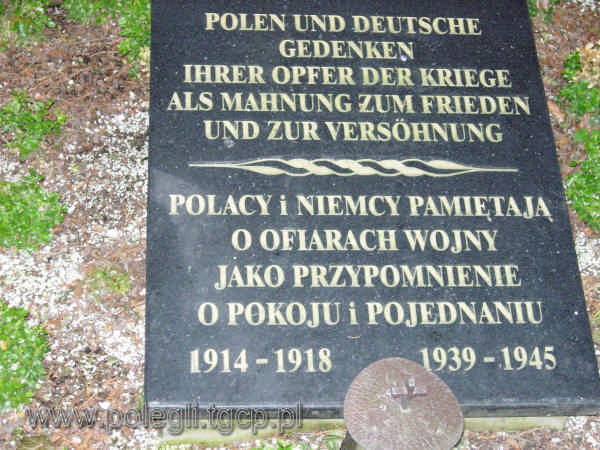 POLEN UND DEUTSCHE
GEDENKEN
IHRER OPFER DER KRIEGE
ALS MAHNUNG ZUM FRIEDEN
UND ZUR VERSÖHNUNG
POLACY i NIEMCY PAMIĘTAJĄ
O OFIARACH WOJNY
JAKO PRZYPOMNIENIE
O POKOJU i POJEDNANIU
1914 - 1918 1939 - 1945
www.polegli.tgcp.pl